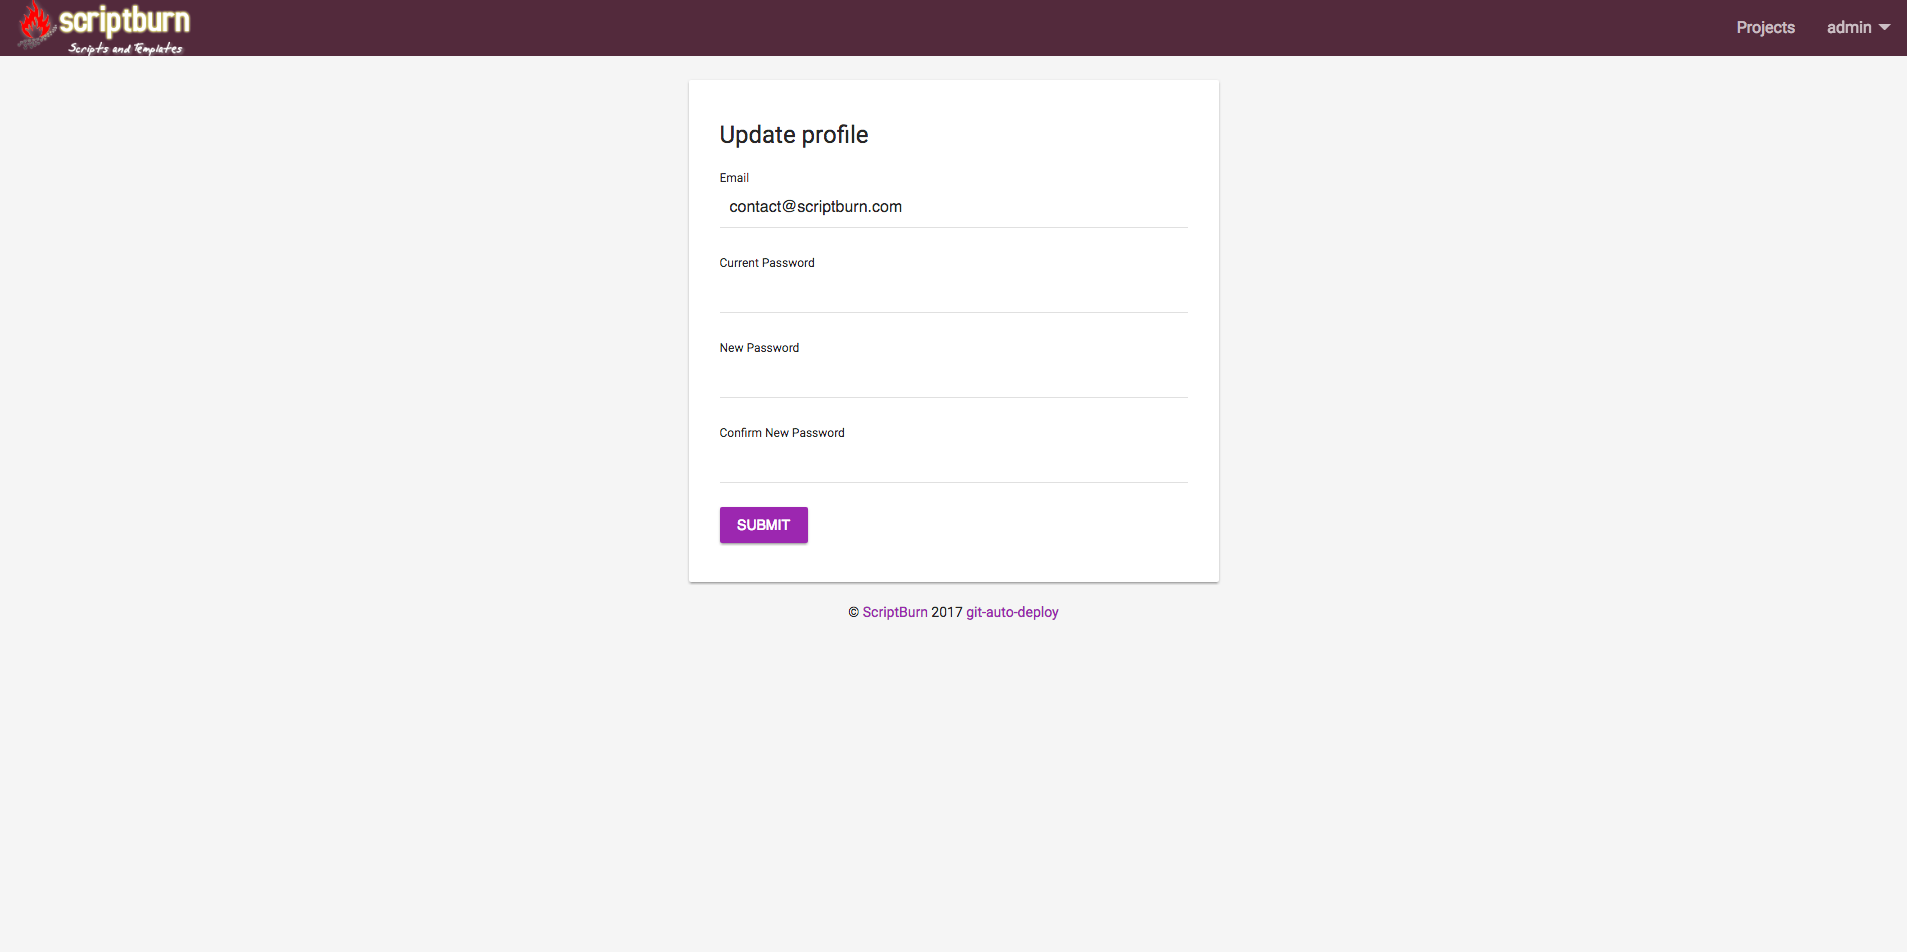 scriptburn
Scripts and Templates
Projects
admin
Update profile
Email
contact@scriptburn.com
Current Password
New Password
Confirm New Password
SUBMIT
© ScriptBurn 2017 git-auto-deploy